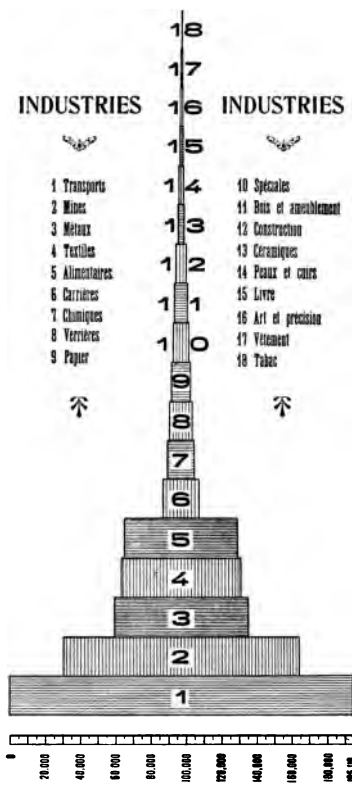 18
17
INDUSTRIES
16
INDUSTRIES
15
1 Transports
2 Mines
3 Métaux
4 Textiles
5 Alimentaires
6 Carrières
7 Chimiques
8 Verrières
9 Papier
14
13
12
11
10
10 Spéciales
11 Bois et ameublement
12 Construction
13 Céramiques
14 Peaux et cuirs
15 Livre
16 Art et précision
17 Vêtement
18 Tabac
9
8
7
6
5
4
3
2
1
0 20.000 40.000 60.000 80.000 100.000 120.000 140.000 160.000 180.000